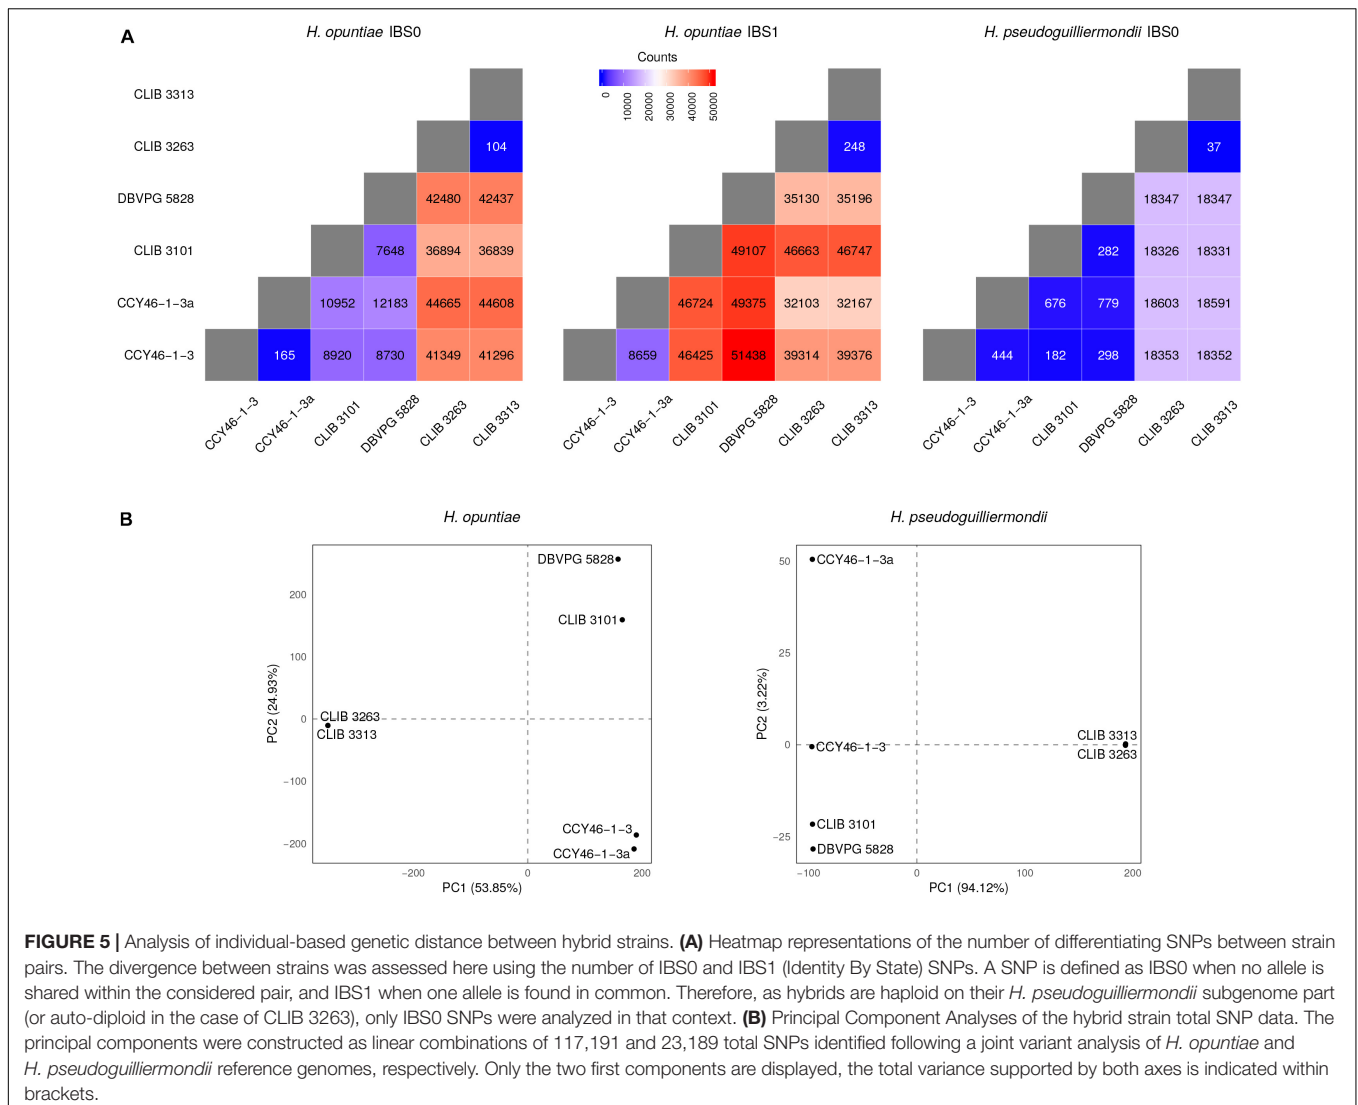 A
H. opuntiae IBS0
H. opuntiae IBS1
H. pseudoguilliermondii IBS0
Counts
0
10000
20000
30000
40000
50000
CLIB 3313
CLIB 3263
104
248
37
DBVPG 5828
42480 42437
35130 35196
18347 18347
CLIB 3101
7648 36894 36839
49107 46663 46747
282 18326 18331
CCY46−1−3a
10952 12183 44665 44608
46724 49375 32103 32167
676 779 18603 18591
CCY46−1−3
165 8920 8730 41349 41296
8659 46425 51438 39314 39376
444 182 298 18353 18352
CCY46−1−3
CCY46−1−3a
CLIB 3101
DBVPG 5828
CLIB 3263
CLIB 3313
CCY46−1−3
CCY46−1−3a
CLIB 3101
DBVPG 5828
CLIB 3263
CLIB 3313
CCY46−1−3
CCY46−1−3a
CLIB 3101
DBVPG 5828
CLIB 3263
CLIB 3313
B
H. opuntiae
DBVPG 5828
200
CLIB 3101
100
PC2 (24.93%)
0
CLIB 3263
CLIB 3313
−100
CCY46−1−3
−200
CCY46−1−3a
−200
0
200
PC1 (53.85%)
H. pseudoguilliermondii
50
CCY46−1−3a
25
PC2 (3.22%)
CLIB 3313
0
CCY46−1−3
CLIB 3263
−25
CLIB 3101
DBVPG 5828
−100
0
100
200
PC1 (94.12%)
FIGURE 5 | Analysis of individual-based genetic distance between hybrid strains. (A) Heatmap representations of the number of differentiating SNPs between strain
pairs. The divergence between strains was assessed here using the number of IBS0 and IBS1 (Identity By State) SNPs. A SNP is defined as IBS0 when no allele is
shared within the considered pair, and IBS1 when one allele is found in common. Therefore, as hybrids are haploid on their H. pseudoguilliermondii subgenome part
(or auto-diploid in the case of CLIB 3263), only IBS0 SNPs were analyzed in that context. (B) Principal Component Analyses of the hybrid strain total SNP data. The
principal components were constructed as linear combinations of 117,191 and 23,189 total SNPs identified following a joint variant analysis of H. opuntiae and
H. pseudoguilliermondii reference genomes, respectively. Only the two first components are displayed, the total variance supported by both axes is indicated within
brackets.